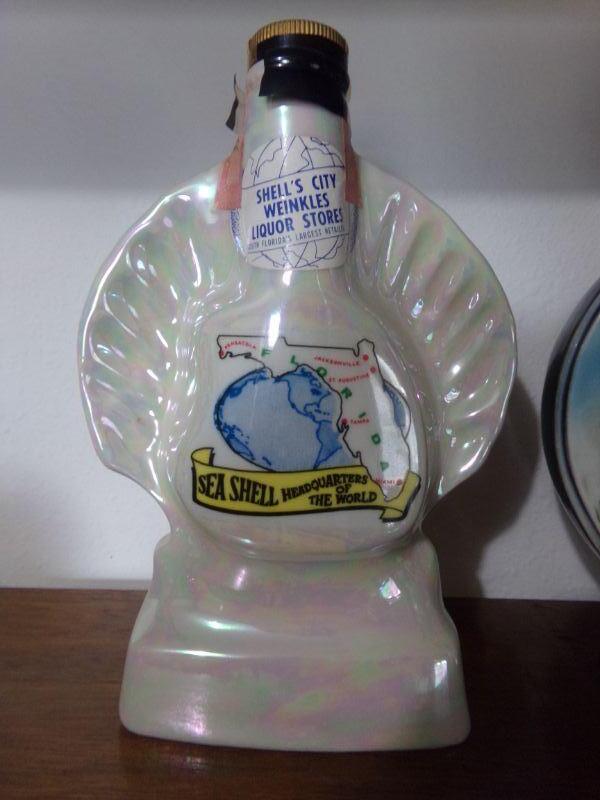 SHELL'S CITY
WEINKLES
LIQUOR STORES
SOUTH FLORIDA'S LARGEST RETAILER
PENSACOLA
JACKSONVILLE
ST. AUGUSTINE
FLORIDA
TAMPA
MIAMI
SEA SHELL HEADQUARTERS
OF
THE WORLD